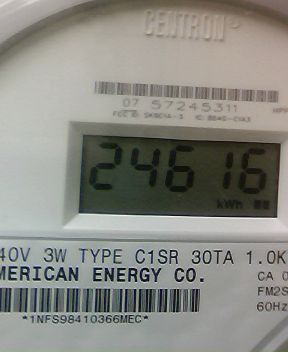 CENTRON
07 57245311
24616
kWh
40V 3W TYPE C1SR 30TA 1.0K
MERICAN ENERGY CO.
CA 0
FM2S
60Hz
*1NFS98410366MEC*